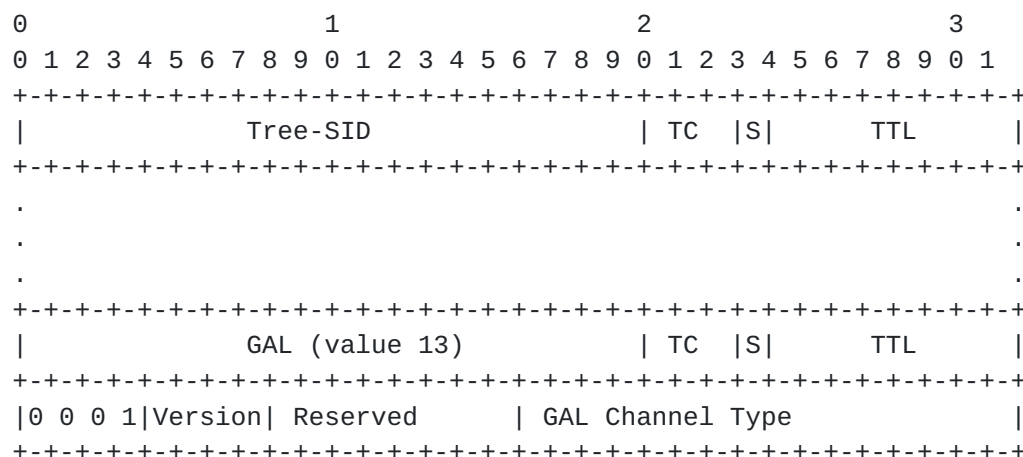 0                   1                   2                   3
0 1 2 3 4 5 6 7 8 9 0 1 2 3 4 5 6 7 8 9 0 1 2 3 4 5 6 7 8 9 0 1
+-+-+-+-+-+-+-+-+-+-+-+-+-+-+-+-+-+-+-+-+-+-+-+-+-+-+-+-+-+-+-+-+
|              Tree-SID                 | TC  |S|      TTL      |
+-+-+-+-+-+-+-+-+-+-+-+-+-+-+-+-+-+-+-+-+-+-+-+-+-+-+-+-+-+-+-+-+
.                                                               .
.                                                               .
.                                                               .
+-+-+-+-+-+-+-+-+-+-+-+-+-+-+-+-+-+-+-+-+-+-+-+-+-+-+-+-+-+-+-+-+
|              GAL (value 13)           | TC  |S|      TTL      |
+-+-+-+-+-+-+-+-+-+-+-+-+-+-+-+-+-+-+-+-+-+-+-+-+-+-+-+-+-+-+-+-+
|0 0 0 1|Version| Reserved      | GAL Channel Type              |
+-+-+-+-+-+-+-+-+-+-+-+-+-+-+-+-+-+-+-+-+-+-+-+-+-+-+-+-+-+-+-+-+